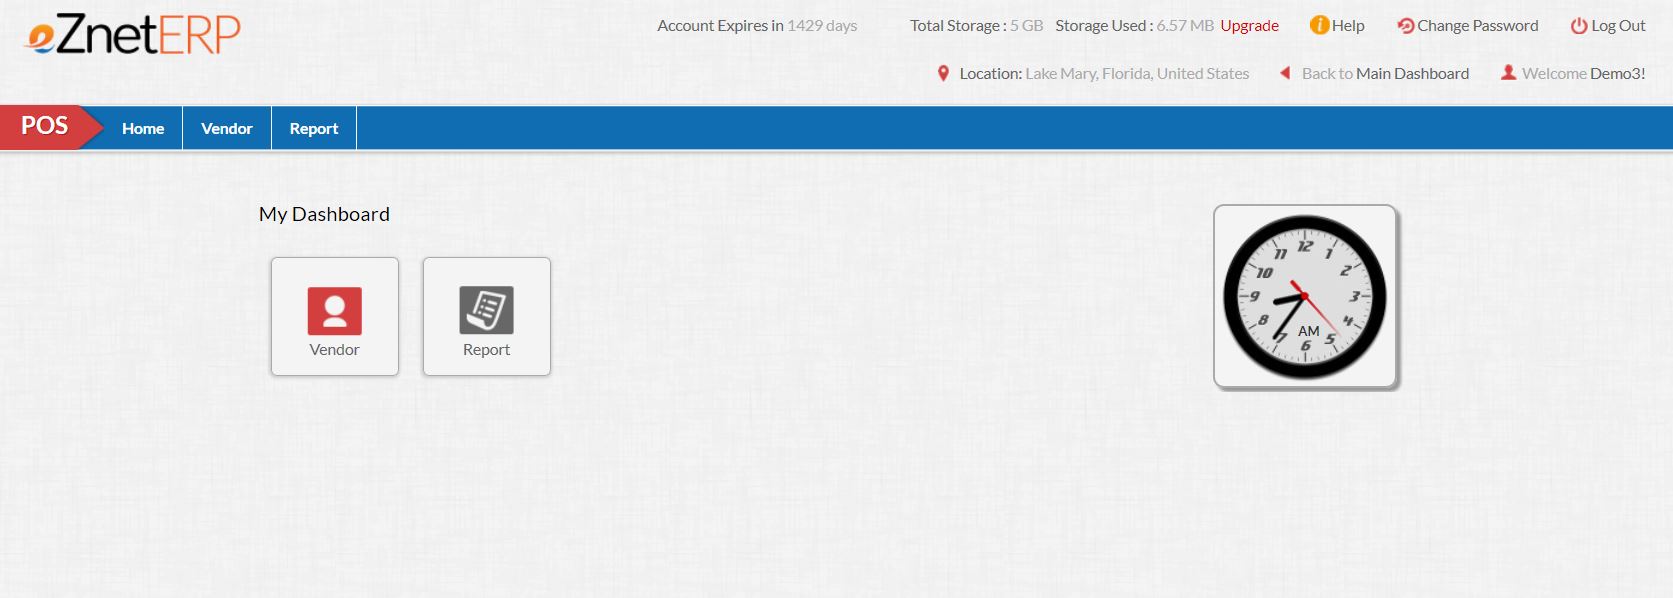 eZnetERP
Account Expires in 1429 days Total Storage : 5 GB Storage Used : 6.57 MB Upgrade Help Change Password Log Out
Location: Lake Mary, Florida, United States Back to Main Dashboard Welcome Demo3!
POS Home Vendor Report
My Dashboard
Vendor Report
12
11 1
10 2
9 3
8 4
7 5
6
AM